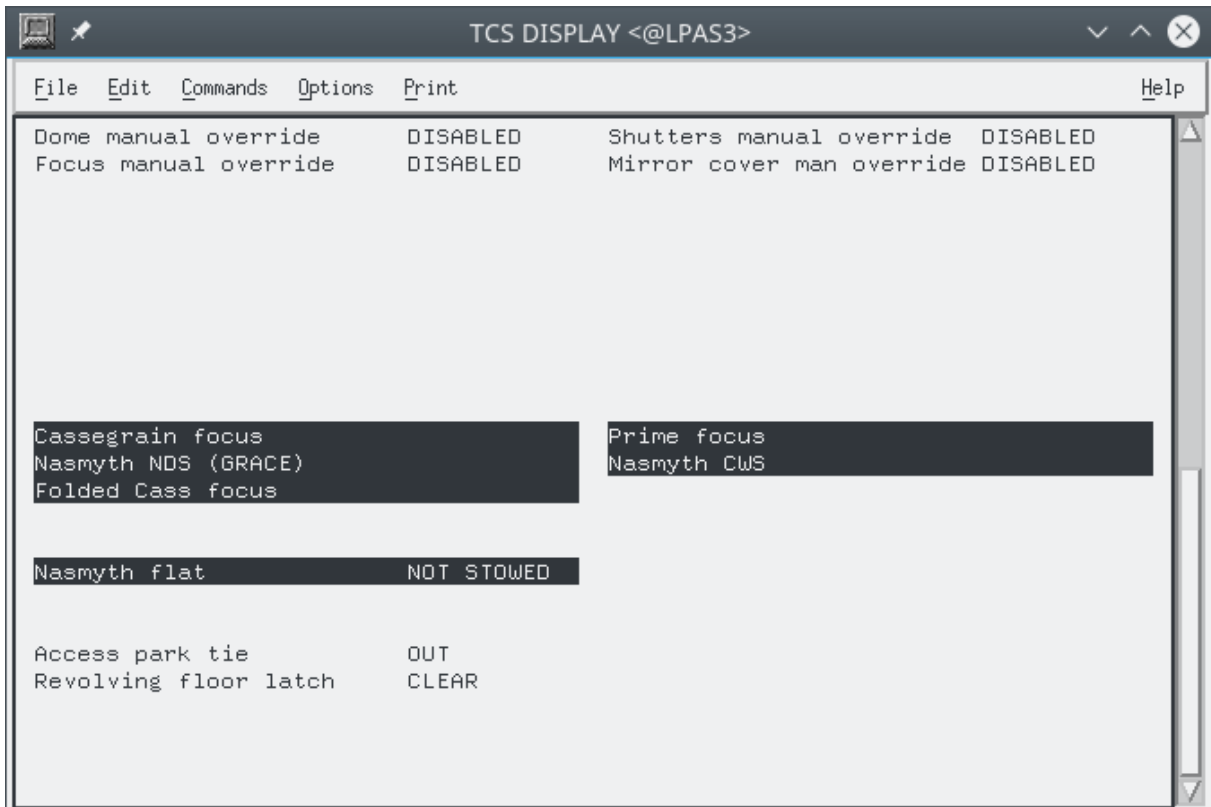 TCS DISPLAY <@LPAS3>
File Edit Commands Options Print Help
Dome manual override DISABLED Shutters manual override DISABLED
Focus manual override DISABLED Mirror cover man override DISABLED
Cassegrain focus Prime focus
Nasmyth NDS (GRACE) Nasmyth CWS
Folded Cass focus
Nasmyth flat NOT STOWED
Access park tie OUT
Revolving floor latch CLEAR